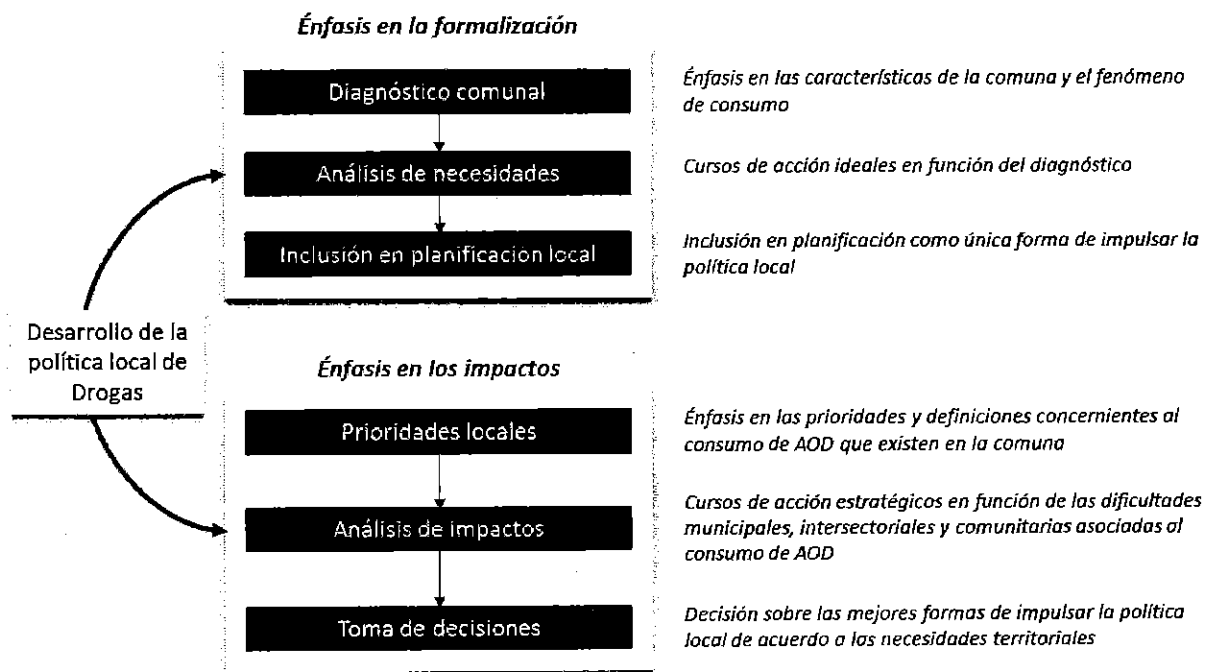 Énfasis en la formalización
Diagnóstico comunal
Énfasis en las características de la comuna y el fenómeno
de consumo
Análisis de necesidades
Cursos de acción ideales en función del diagnóstico
Inclusión en planificación local
Inclusión en planificación como única forma de impulsar la
política local
Desarrollo de la
política local de
Drogas
Énfasis en los impactos
Prioridades locales
Énfasis en las prioridades y definiciones concernientes al
consumo de AOD que existen en la comuna
Análisis de impactos
Cursos de acción estratégicos en función de las dificultades
municipales, intersectoriales y comunitarias asociadas al
consumo de AOD
Toma de decisiones
Decisión sobre las mejores formas de impulsar la política
local de acuerdo a las necesidades territoriales